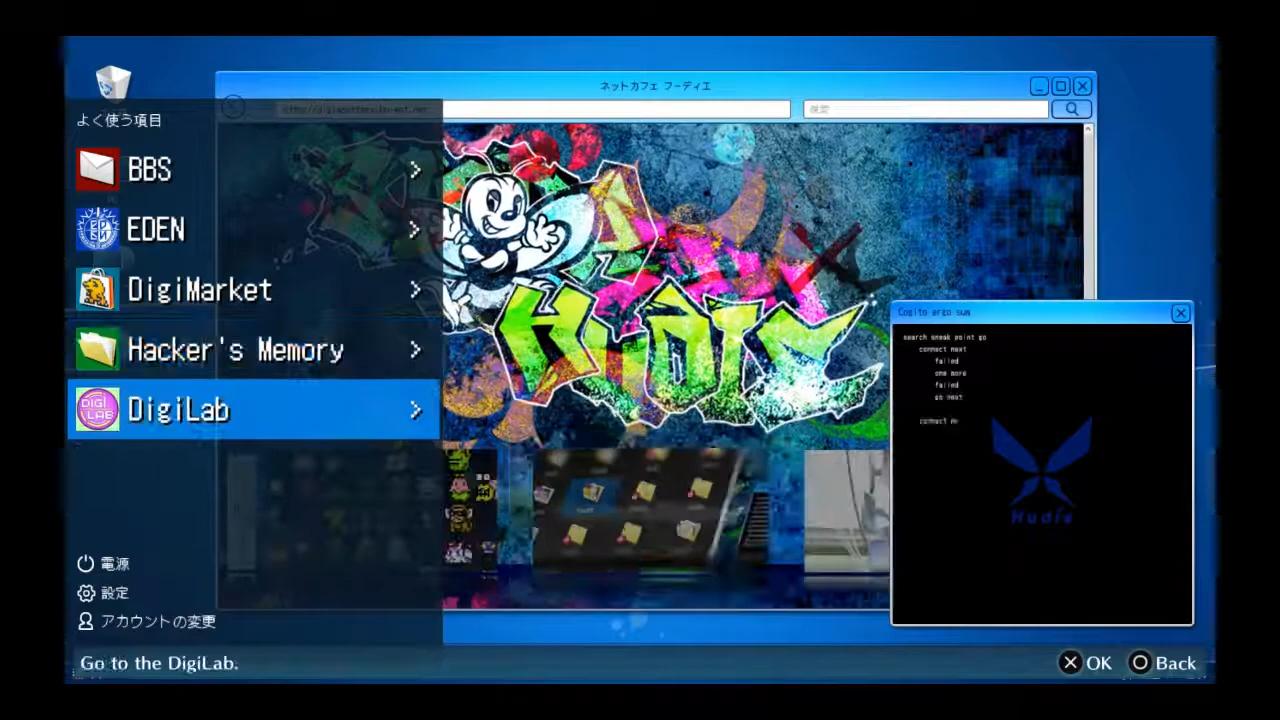 ネットカフェ フーディエ
よく使う項目
検索
BBS
EDEN
DigiMarket
Hacker's Memory
DIGI
LAB
DigiLab
HUDIE
Cogito ergo sum
search sneak point go
connect next
failed
one more
failed
go next
connect
Hudie
電源
設定
アカウントの変更
Go to the DigiLab.
OK
Back